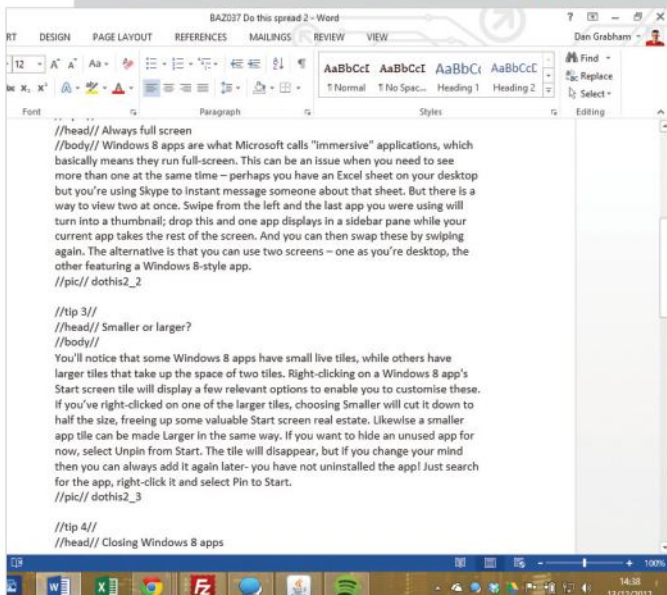 BAZ037 Do this spread 2 - Word
RT DESIGN PAGE LAYOUT REFERENCES MAILINGS REVIEW VIEW Dan Grabham
12 A A Aa
AaBbCcI AaBbCcI AaBbCc AaBbCcE
¶ Normal ¶ No Spac... Heading 1 Heading 2
Find
Replace
Select
Font Paragraph Styles Editing
//head// Always full screen
//body// Windows 8 apps are what Microsoft calls "immersive" applications, which
basically means they run full-screen. This can be an issue when you need to see
more than one at the same time – perhaps you have an Excel sheet on your desktop
but you're using Skype to instant message someone about that sheet. But there is a
way to view two at once. Swipe from the left and the last app you were using will
turn into a thumbnail; drop this and one app displays in a sidebar pane while your
current app takes the rest of the screen. And you can then swap these by swiping
again. The alternative is that you can use two screens – one as you're desktop, the
other featuring a Windows 8-style app.
//pic// dothis2_2
//tip 3//
//head// Smaller or larger?
//body//
You'll notice that some Windows 8 apps have small live tiles, while others have
larger tiles that take up the space of two tiles. Right-clicking on a Windows 8 app's
Start screen tile will display a few relevant options to enable you to customise these.
If you've right-clicked on one of the larger tiles, choosing Smaller will cut it down to
half the size, freeing up some valuable Start screen real estate. Likewise a smaller
app tile can be made Larger in the same way. If you want to hide an unused app for
now, select Unpin from Start. The tile will disappear, but if you change your mind
then you can always add it again later- you have not uninstalled the app! Just search
for the app, right-click it and select Pin to Start.
//pic// dothis2_3
//tip 4//
//head// Closing Windows 8 apps
100%
14:38